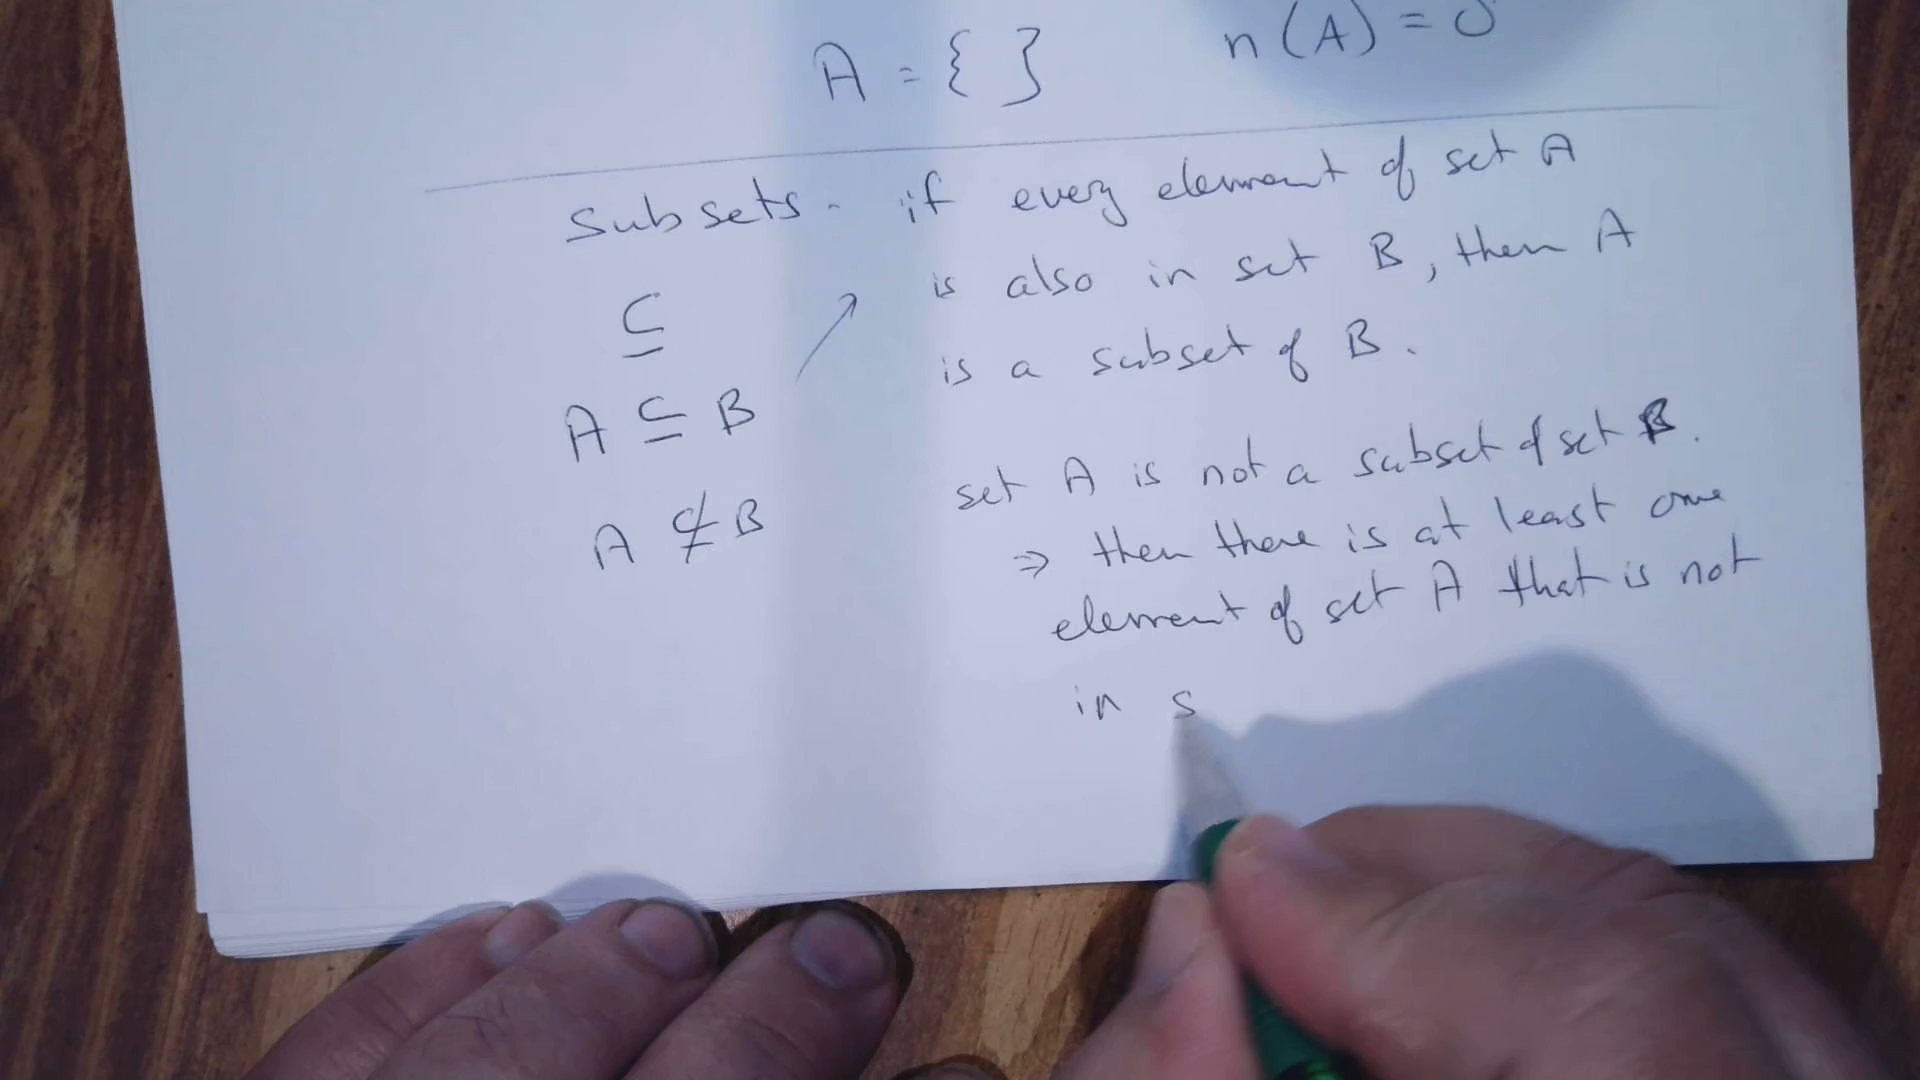 A = { } n (A) = 0
Subsets - if every element of set A
is also in set B, then A
⊆
is a subset of B.
A ⊆ B
set A is not a subset of set B.
A ⊈ B
⇒ then there is at least one
element of set A that is not
in s